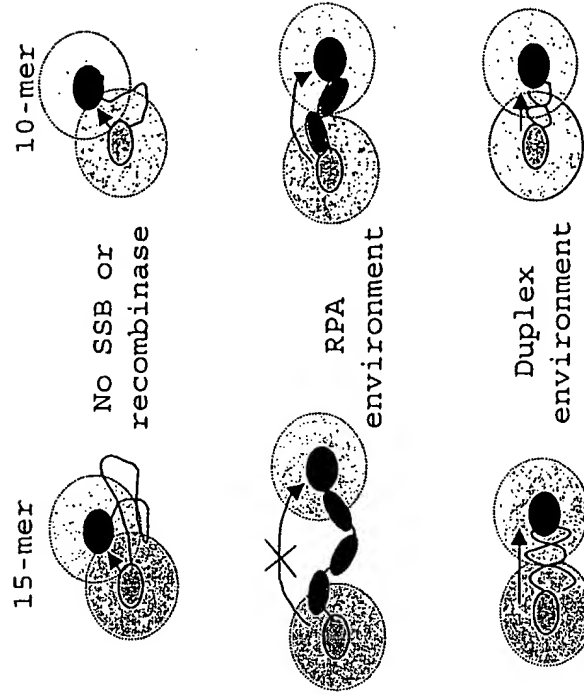 15-mer
10-mer
No SSB or
recombinase
RPA
environment
Duplex
environment